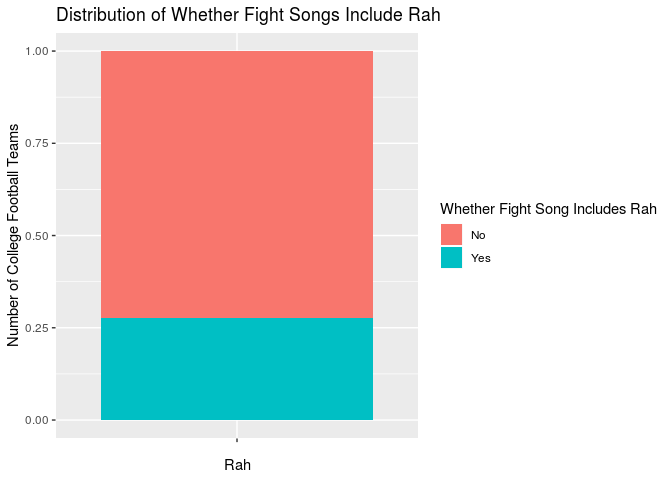 Distribution of Whether Fight Songs Include Rah
Number of College Football Teams
1.00
0.75
0.50
0.25
0.00
Rah
Whether Fight Song Includes Rah
No
Yes